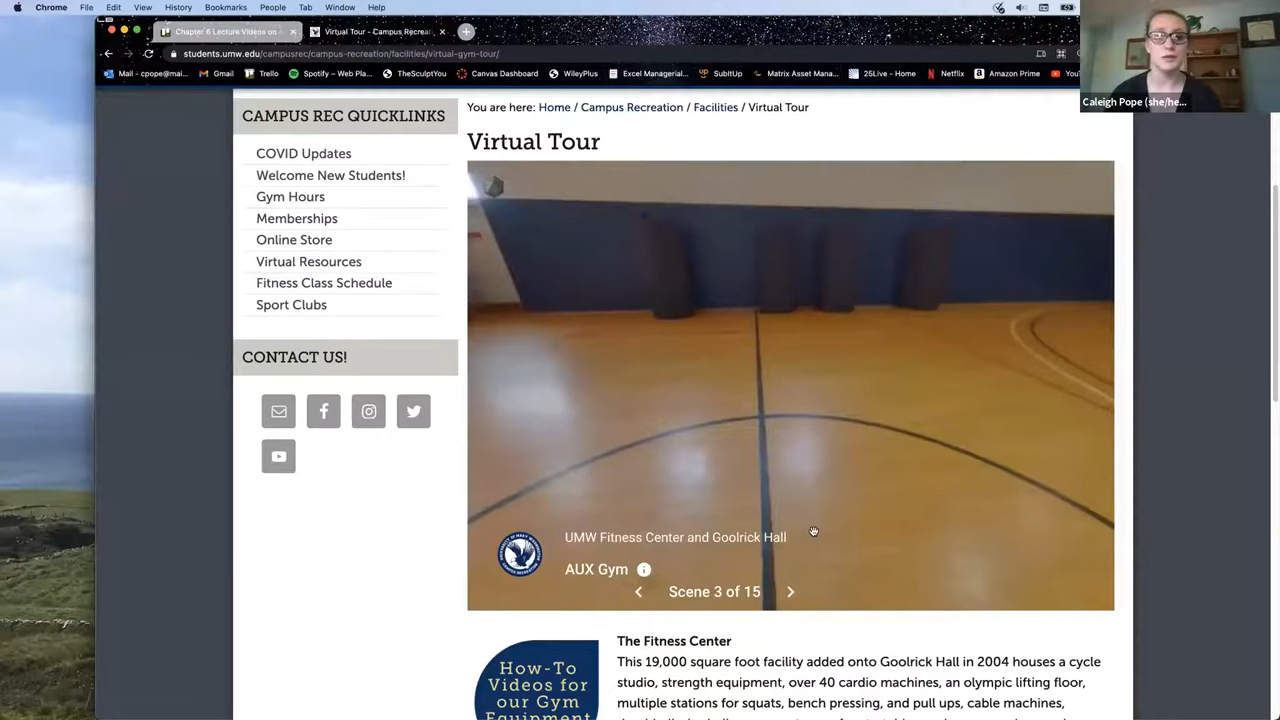 Chrome File Edit View History Bookmarks People Tab Window Help
Chapter 6 Lecture Videos on
Virtual Tour - Campus Recreat
students.umw.edu/campusrec/campus-recreation/facilities/virtual-gym-tour/
Mail - cpope@mai... Gmail Trello Spotify – Web Pla... TheSculptYou Canvas Dashboard WileyPlus Excel Managerial... SubitUp Matrix Asset Mana... 25Live - Home Netflix Amazon Prime
Caleigh Pope (she/he...
CAMPUS REC QUICKLINKS
COVID Updates
Welcome New Students!
Gym Hours
Memberships
Online Store
Virtual Resources
Fitness Class Schedule
Sport Clubs
CONTACT US!
You are here: Home / Campus Recreation / Facilities / Virtual Tour
Virtual Tour
UMW Fitness Center and Goolrick Hall
AUX Gym
Scene 3 of 15
How-To
Videos for
our Gym
Equipment
The Fitness Center
This 19,000 square foot facility added onto Goolrick Hall in 2004 houses a cycle
studio, strength equipment, over 40 cardio machines, an olympic lifting floor,
multiple stations for squats, bench pressing, and pull ups, cable machines,